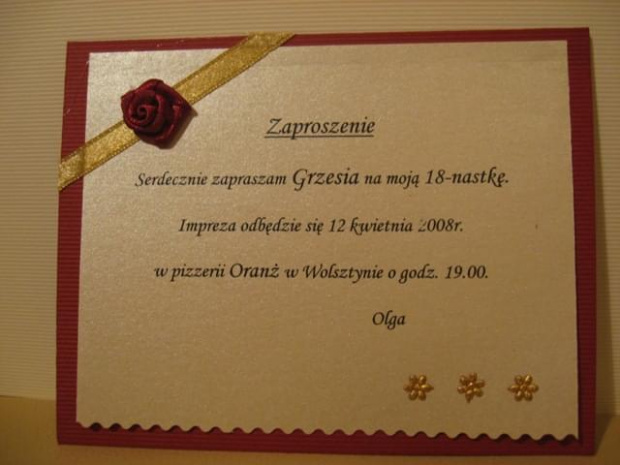 Zaproszenie
Serdecznie zapraszam Grzesia na moją 18-nastkę.
Impreza odbędzie się 12 kwietnia 2008r.
w pizzerii Oranż w Wolsztynie o godz. 19.00.
Olga